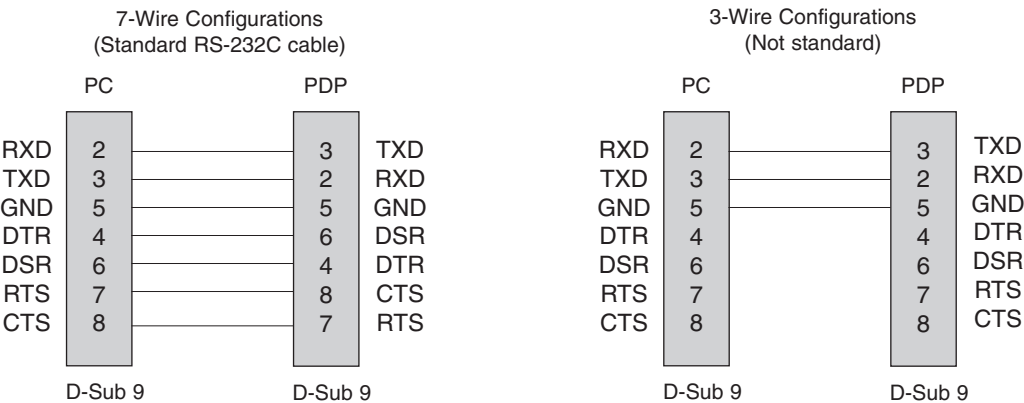 7-Wire Configurations
(Standard RS-232C cable)
PC PDP
RXD 2 3 TXD
TXD 3 2 RXD
GND 5 5 GND
DTR 4 6 DSR
DSR 6 4 DTR
RTS 7 8 CTS
CTS 8 7 RTS
D-Sub 9 D-Sub 9
3-Wire Configurations
(Not standard)
PC PDP
RXD 2 3 TXD
TXD 3 2 RXD
GND 5 5 GND
DTR 4 4 DTR
DSR 6 6 DSR
RTS 7 7 RTS
CTS 8 8 CTS
D-Sub 9 D-Sub 9